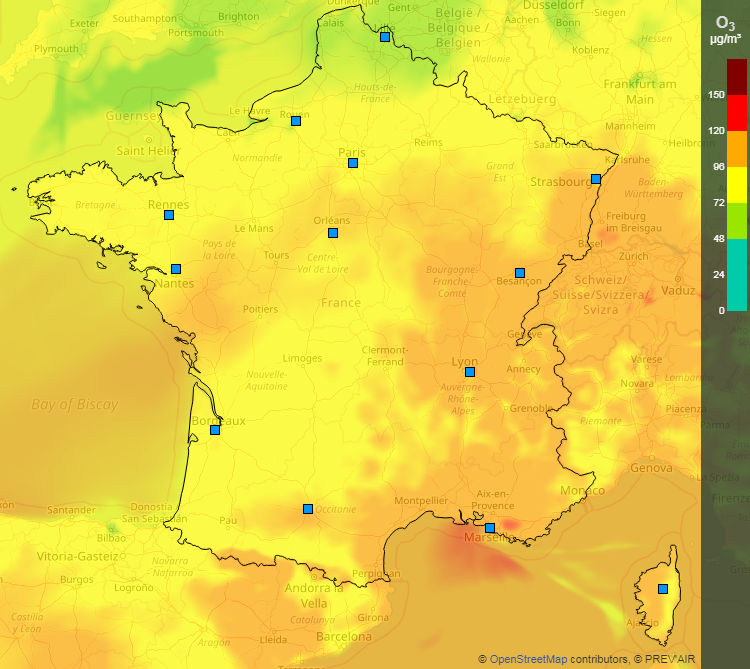 Dunkerque
Düsseldorf
Exeter
Southampton
Brighton
Calais
Gent
België /
Belgique /
Belgien
Aachen
Bonn
Siegen
Plymouth
Portsmouth
Koblenz
Hessen
Wallonie
Hauts-de-
France
Lëtzebuerg
Frankfurt am
Main
Guernsey
Le Havre
Rouen
Caen
Mannheim
Saint Helier
Normandie
Paris
Reims
Saarbrücken
Karlsruhe
Heilbronn
Grand
Est
Strasbourg
Baden-
Württemberg
Bretagne
Rennes
Le Mans
Orléans
Freiburg
im Breisgau
Pays de
la Loire
Tours
Centre-
Val de Loire
Bourgogne-
Franche-
Comté
Besançon
Basel
Zürich
Nantes
Schweiz/
Suisse/Svizzera/
Svizra
Vaduz
Poitiers
France
Genève
Limoges
Clermont-
Ferrand
Lyon
Annecy
Varese
Novara
Lombardia
Nouvelle-
Aquitaine
Auvergne-
Rhône-
Alpes
Grenoble
Piacenza
Bay of Biscay
Bordeaux
Piemonte
Parma
Genova
La Spezia
Monaco
Firenze
Montpellier
Aix-en-
Provence
Santander
Donostia /
San Sebastián
Occitanie
Pau
Marseille
Bilbao
Vitoria-Gasteiz
Navarra -
Nafarroa
Perpignan
Burgos
Logroño
Andorra la
Vella
Girona
Castilla
y León
Aragón
Catalunya
Lleida
Barcelona
Tarragona
Ajaccio
O3
µg/m³
150
120
96
72
48
24
0
© OpenStreetMap contributors, © PREV'AIR